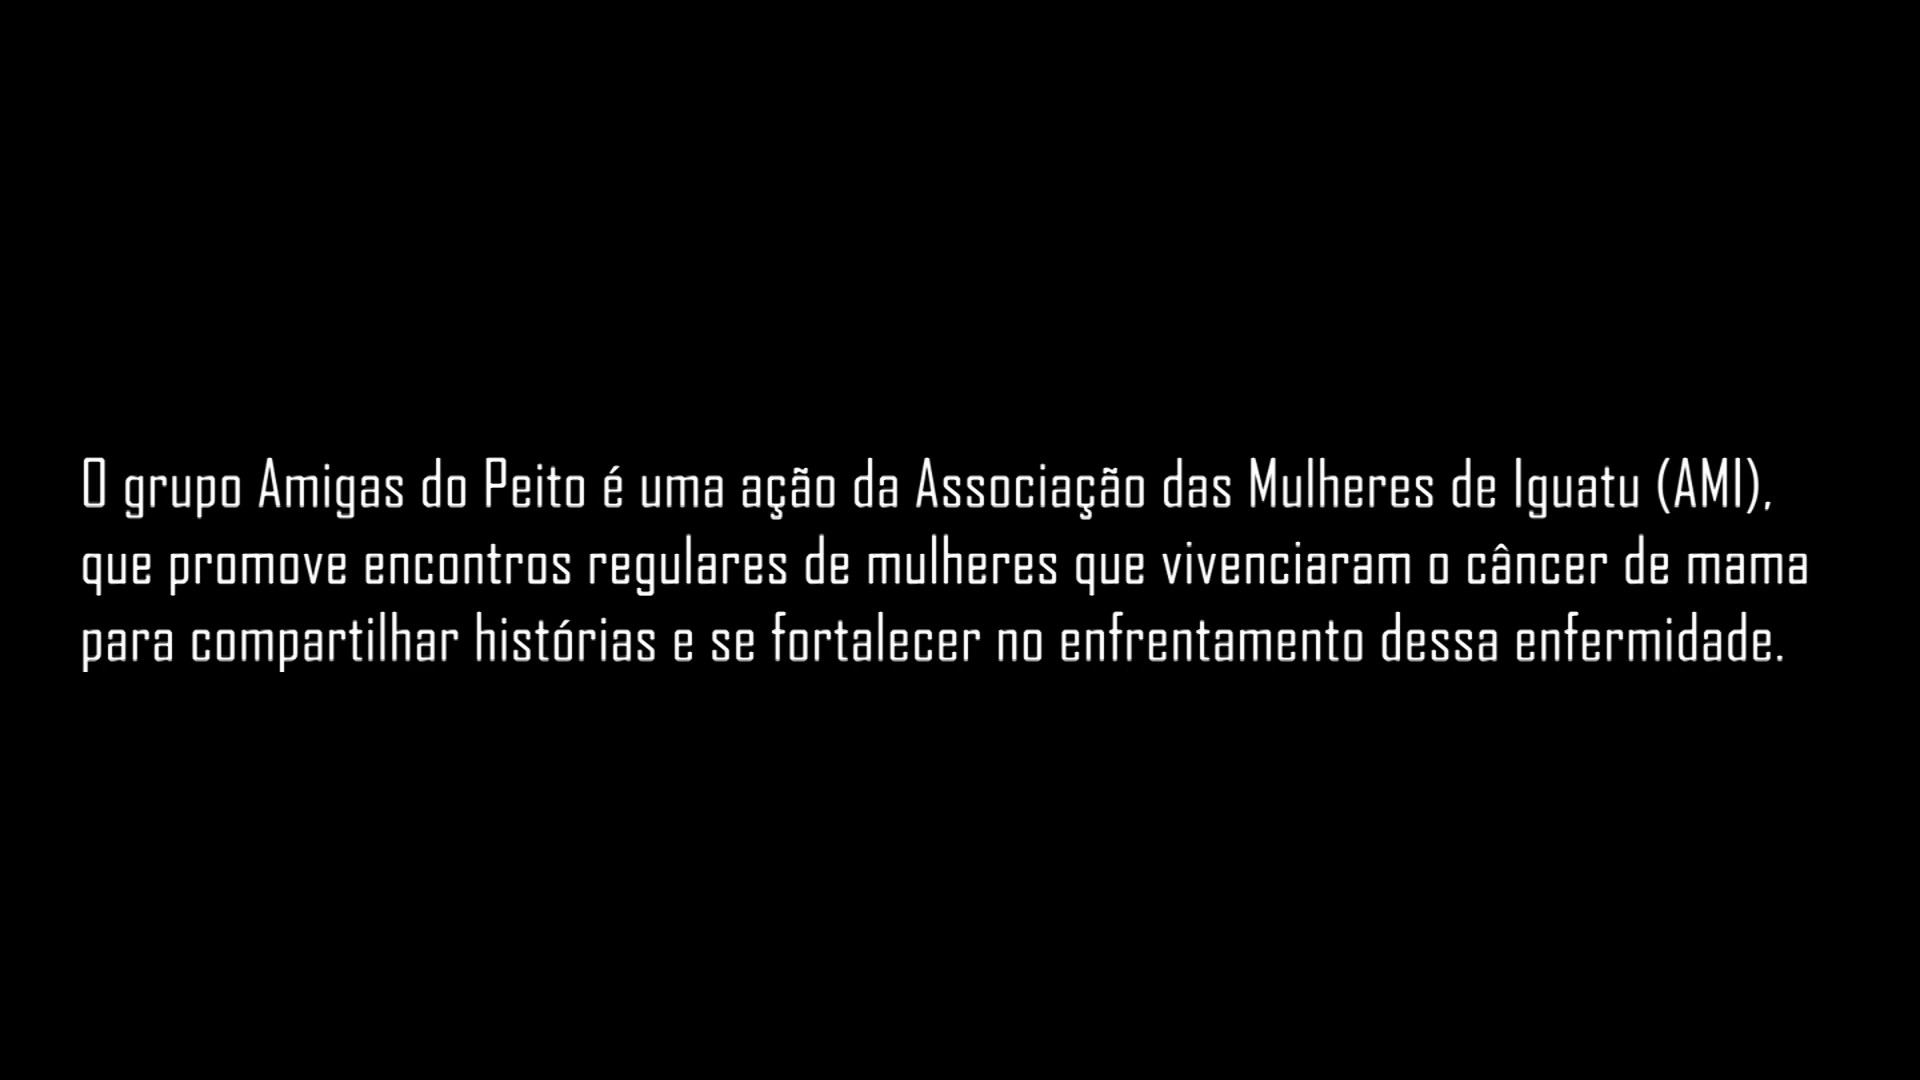 O grupo Amigas do Peito é uma ação da Associação das Mulheres de Iguatu (AMI),
que promove encontros regulares de mulheres que vivenciaram o câncer de mama
para compartilhar histórias e se fortalecer no enfrentamento dessa enfermidade.